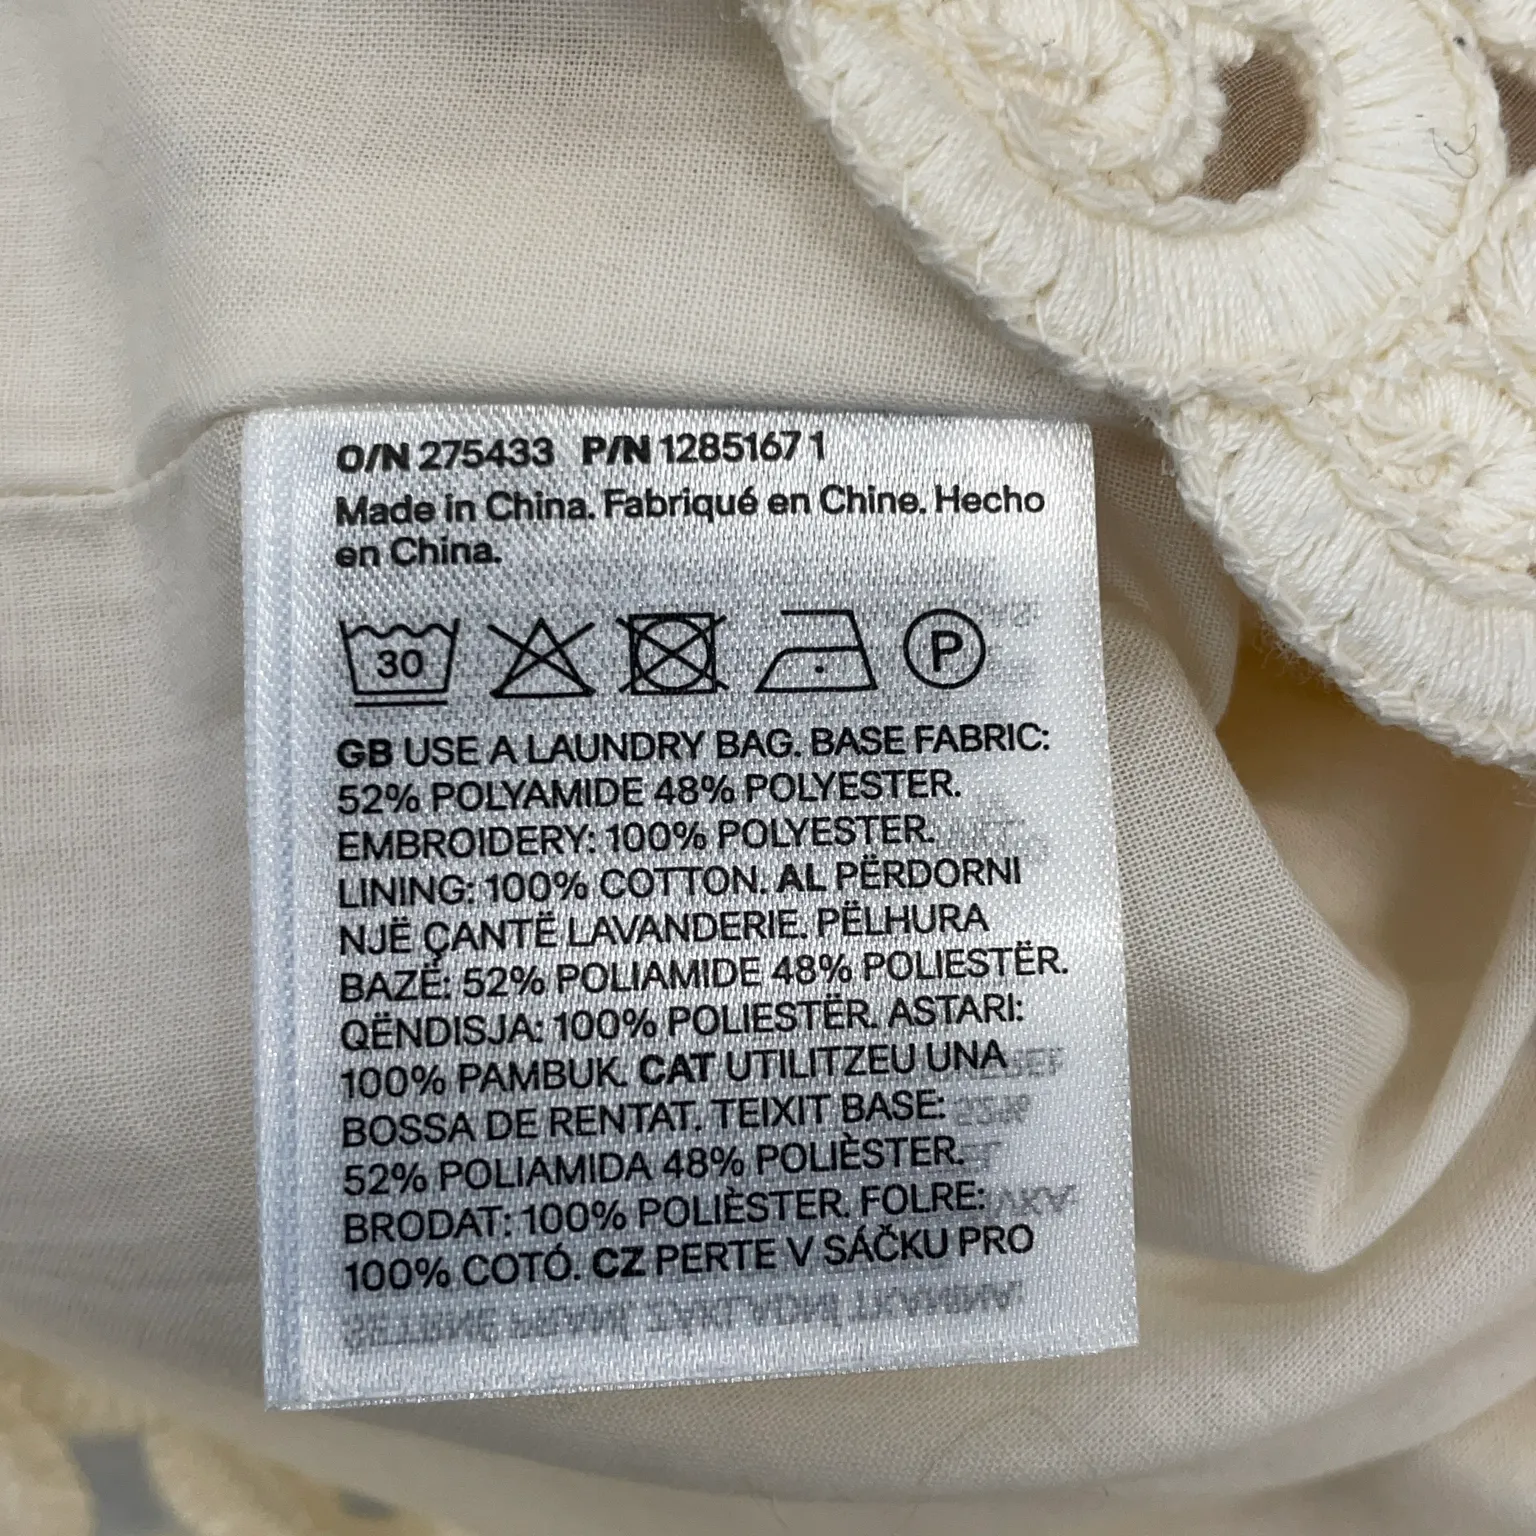 O/N 275433 P/N 1285167 1
Made in China. Fabriqué en Chine. Hecho
en China.
30 P
GB USE A LAUNDRY BAG. BASE FABRIC:
52% POLYAMIDE 48% POLYESTER.
EMBROIDERY: 100% POLYESTER.
LINING: 100% COTTON. AL PËRDORNI
NJË ÇANTË LAVANDERIE. PËLHURA
BAZË: 52% POLIAMIDE 48% POLIESTËR.
QËNDISJA: 100% POLIESTËR. ASTARI:
100% PAMBUK. CAT UTILITZEU UNA
BOSSA DE RENTAT. TEIXIT BASE:
52% POLIAMIDA 48% POLIÈSTER.
BRODAT: 100% POLIÈSTER. FOLRE:
100% COTÓ. CZ PERTE V SÁČKU PRO